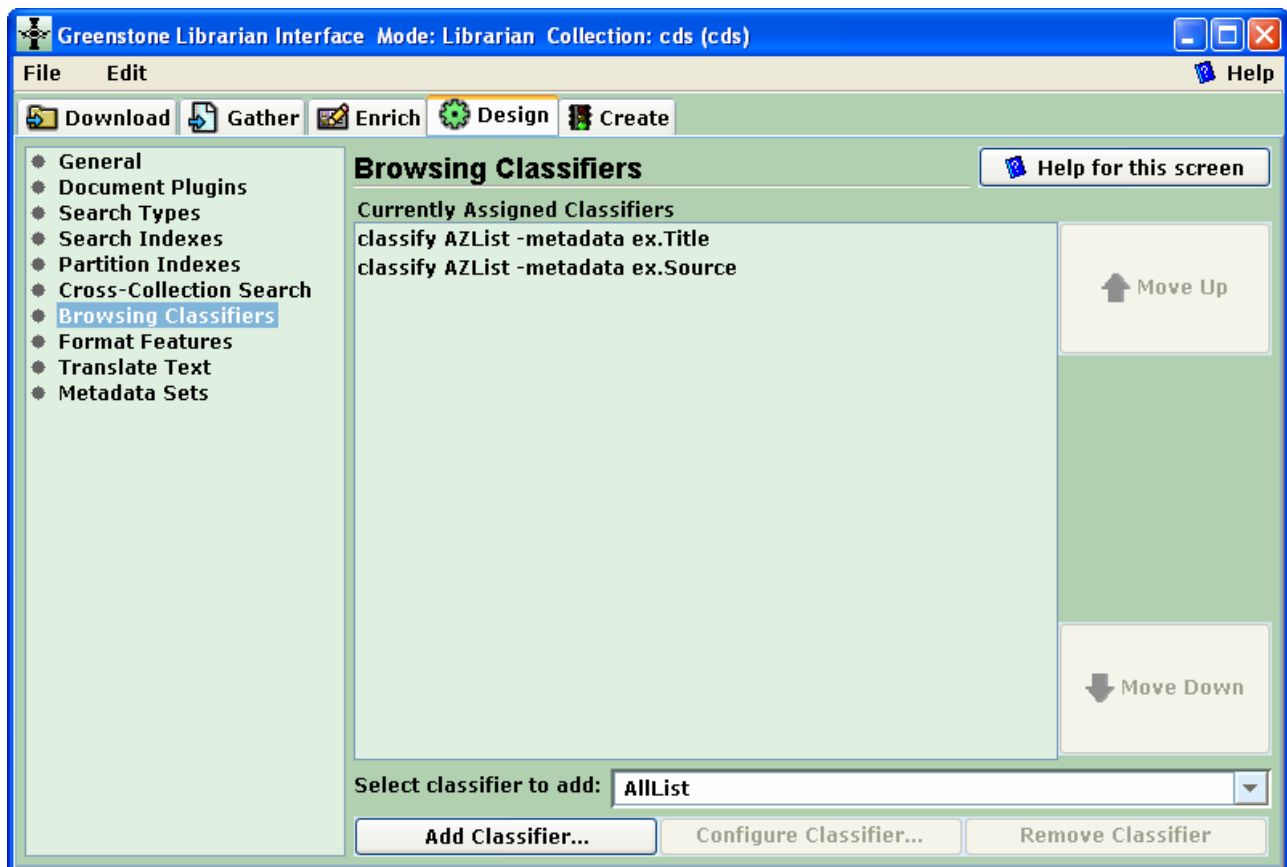 Greenstone Librarian Interface  Mode: Librarian  Collection: cds (cds)
File Edit Help
Download Gather Enrich Design Create
General
Document Plugins
Search Types
Search Indexes
Partition Indexes
Cross-Collection Search
Browsing Classifiers
Format Features
Translate Text
Metadata Sets
Browsing Classifiers
Help for this screen
Currently Assigned Classifiers
classify AZList -metadata ex.Title
classify AZList -metadata ex.Source
Move Up
Move Down
Select classifier to add: AllList
Add Classifier... Configure Classifier... Remove Classifier